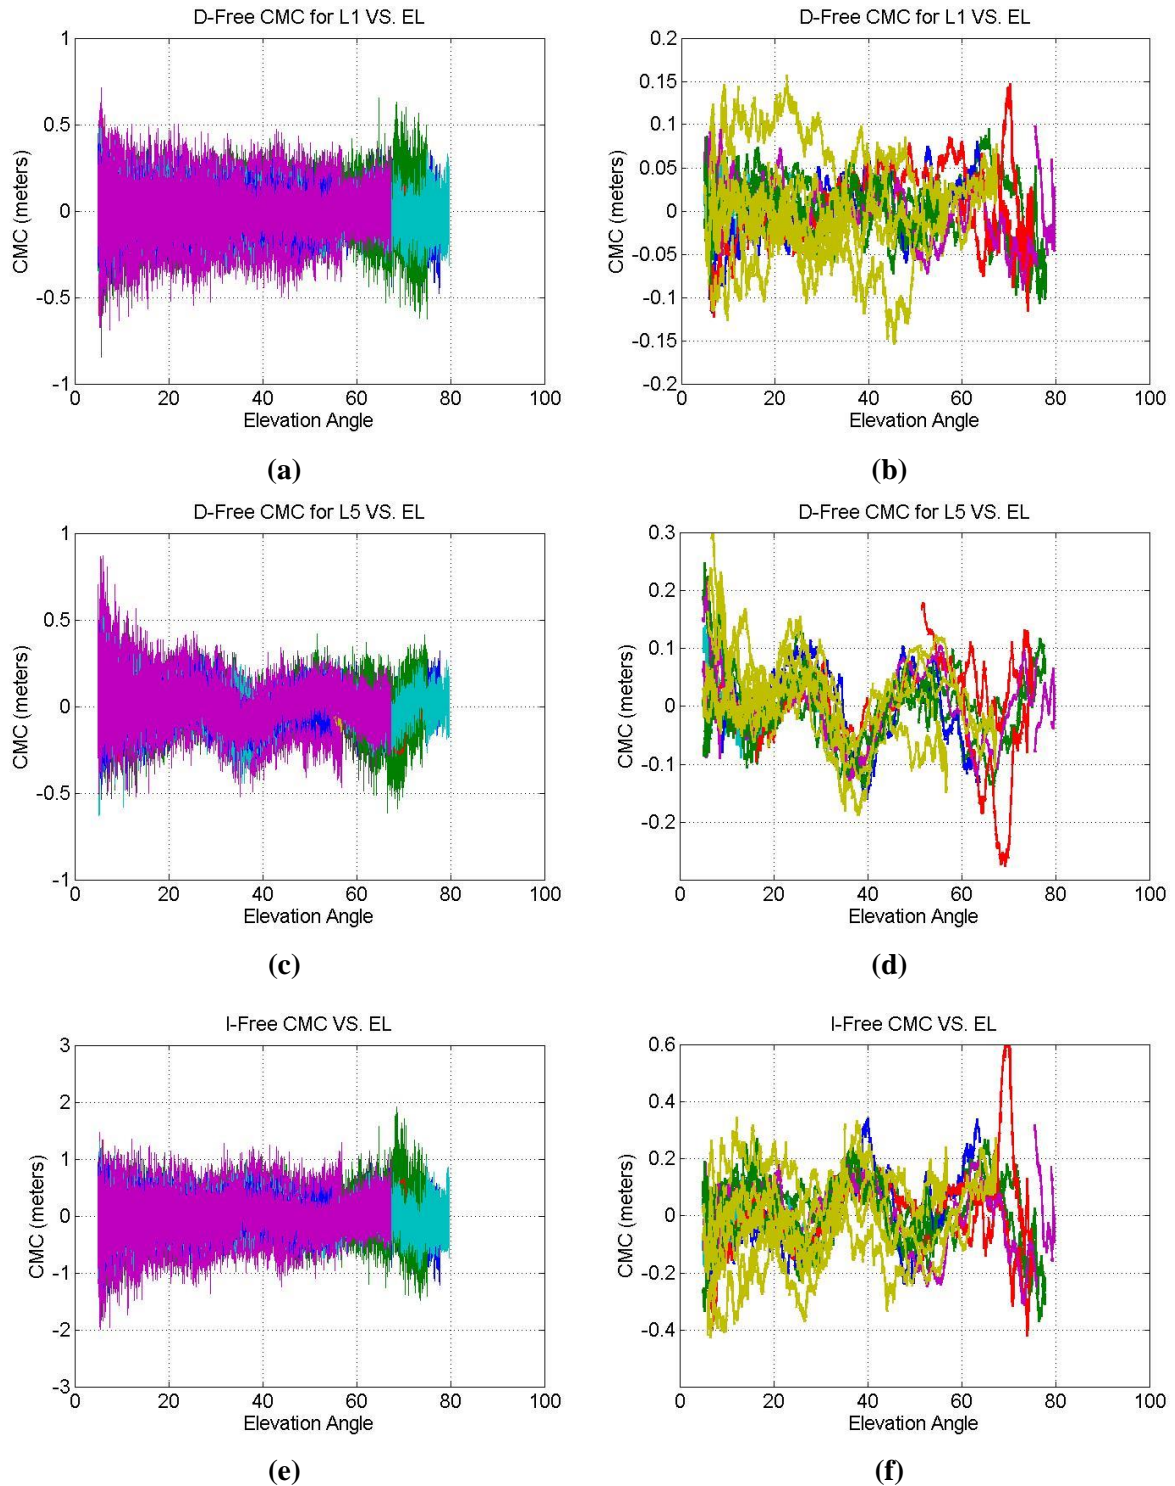 D-Free CMC for L1 VS. EL
1
0.5
0
-0.5
-1
CMC (meters)
0 20 40 60 80 100
Elevation Angle
(a)
D-Free CMC for L1 VS. EL
0.2
0.15
0.1
0.05
0
-0.05
-0.1
-0.15
-0.2
CMC (meters)
0 20 40 60 80 100
Elevation Angle
(b)
D-Free CMC for L5 VS. EL
1
0.5
0
-0.5
-1
CMC (meters)
0 20 40 60 80 100
Elevation Angle
(c)
D-Free CMC for L5 VS. EL
0.3
0.2
0.1
0
-0.1
-0.2
CMC (meters)
0 20 40 60 80 100
Elevation Angle
(d)
I-Free CMC VS. EL
3
2
1
0
-1
-2
-3
CMC (meters)
0 20 40 60 80 100
Elevation Angle
(e)
I-Free CMC VS. EL
0.6
0.4
0.2
0
-0.2
-0.4
CMC (meters)
0 20 40 60 80 100
Elevation Angle
(f)